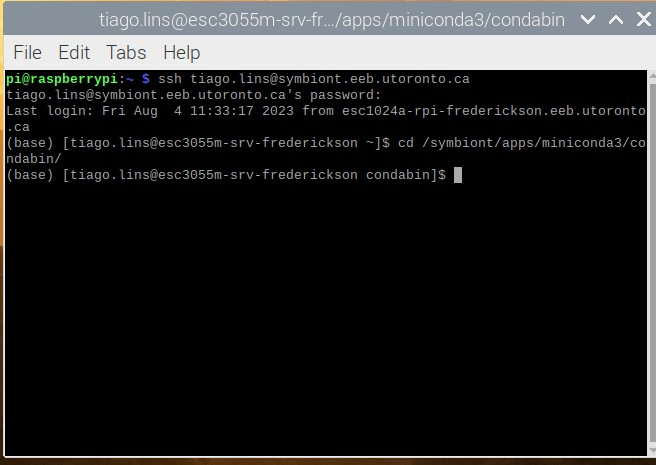 tiago.lins@esc3055m-srv-fr.../apps/miniconda3/condabin
File Edit Tabs Help
pi@raspberrypi:~ $ ssh tiago.lins@symbiont.eeb.utoronto.ca
tiago.lins@symbiont.eeb.utoronto.ca's password:
Last login: Fri Aug  4 11:33:17 2023 from esc1024a-rpi-frederickson.eeb.utoronto
.ca
(base) [tiago.lins@esc3055m-srv-frederickson ~]$ cd /symbiont/apps/miniconda3/co
ndabin/
(base) [tiago.lins@esc3055m-srv-frederickson condabin]$